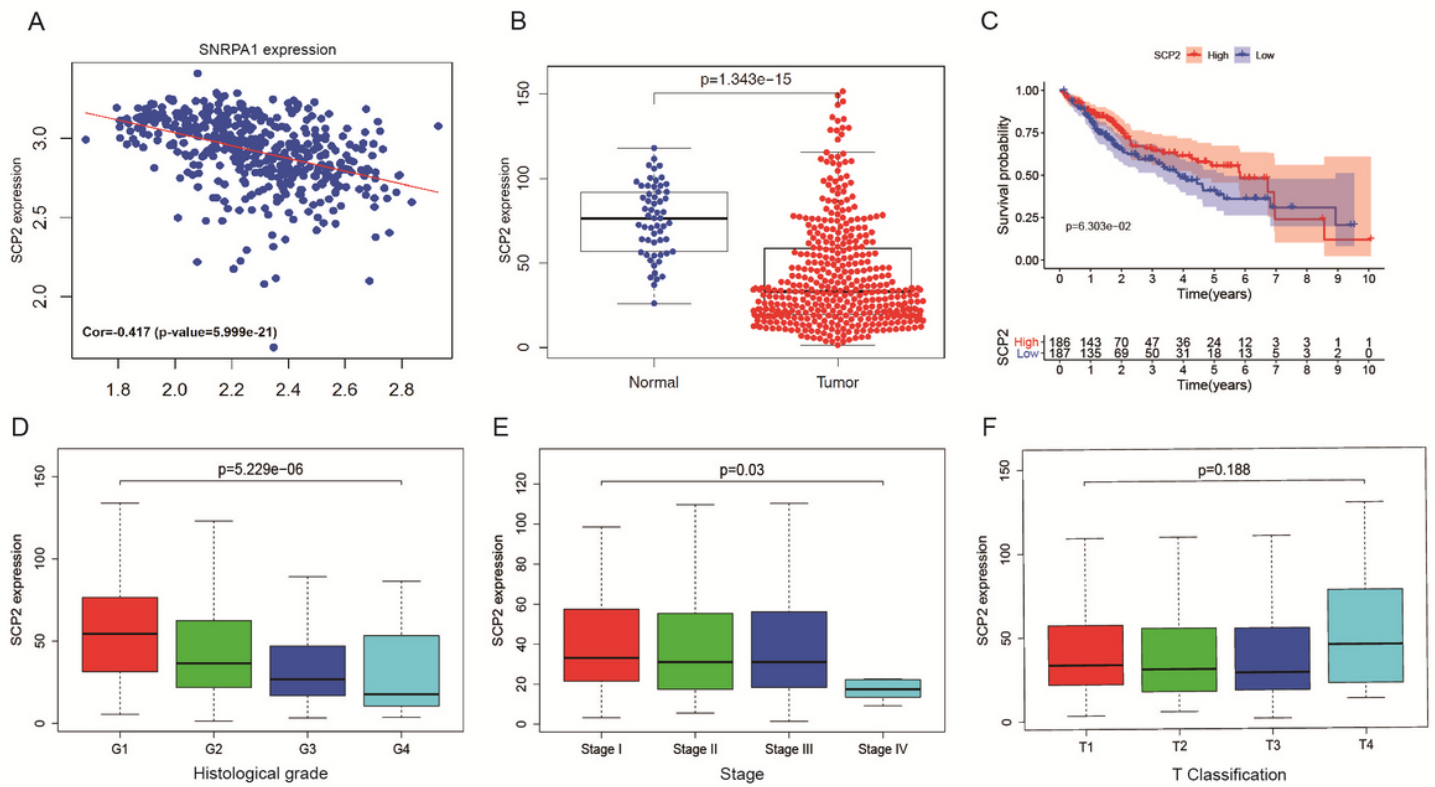 A
SNRPA1 expression
SCP2 expression
3.0
2.5
2.0
Cor=-0.417 (p-value=5.999e-21)
1.8 2.0 2.2 2.4 2.6 2.8
B
p=1.343e−15
SCP2 expression
150
100
50
0
Normal Tumor
C
SCP2 High Low
Survival probability
1.00
0.75
0.50
0.25
0.00
p=6.303e−02
0 1 2 3 4 5 6 7 8 9 10
Time(years)
SCP2
High 186 143 70 47 36 24 12 3 3 1 1
Low 187 135 69 50 31 18 13 5 3 2 0
0 1 2 3 4 5 6 7 8 9 10
Time(years)
D
p=5.229e−06
SCP2 expression
150
100
50
0
G1 G2 G3 G4
Histological grade
E
p=0.03
SCP2 expression
120
100
80
60
40
20
0
Stage I Stage II Stage III Stage IV
Stage
F
p=0.188
SCP2 expression
150
100
50
0
T1 T2 T3 T4
T Classification